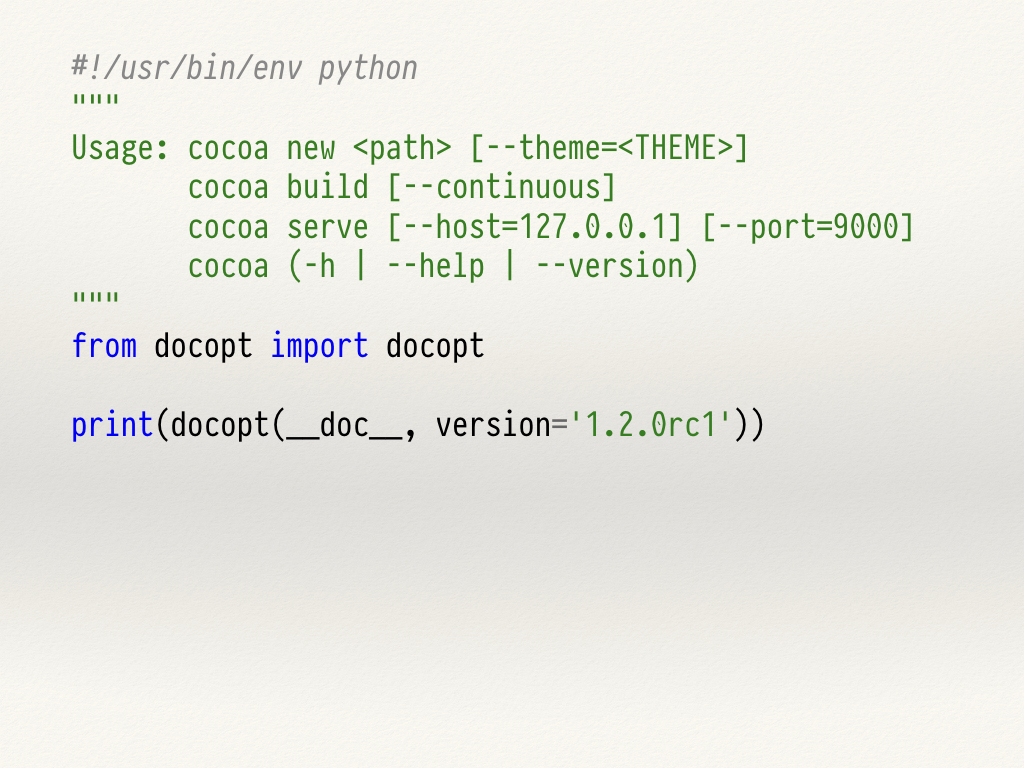 #!/usr/bin/env python
"""
Usage: cocoa new <path> [--theme=<THEME>]
       cocoa build [--continuous]
       cocoa serve [--host=127.0.0.1] [--port=9000]
       cocoa (-h | --help | --version)
"""
from docopt import docopt

print(docopt(__doc__, version='1.2.0rc1'))